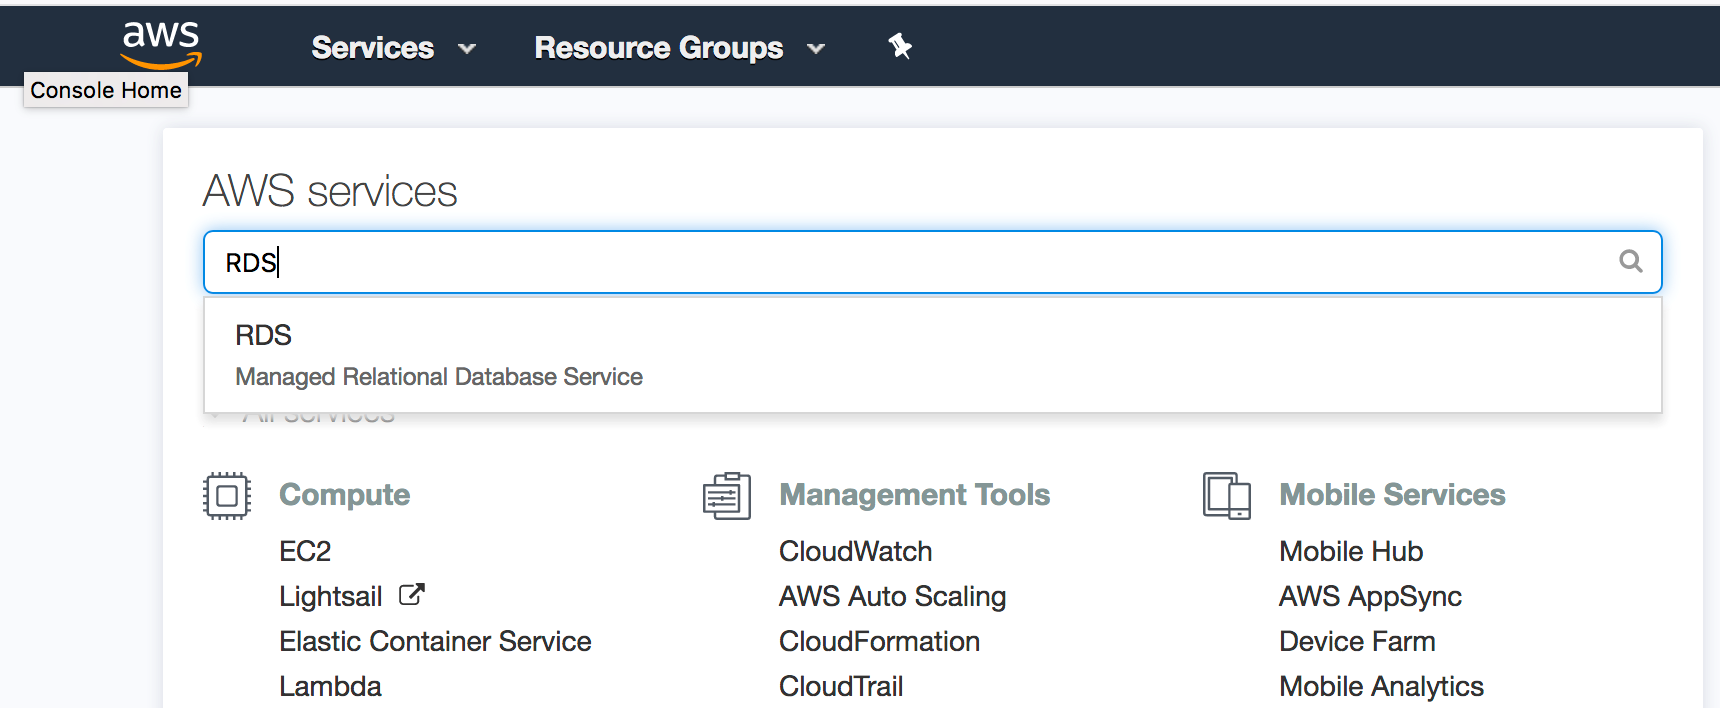 aws
Services
Resource Groups
Console Home
AWS services
RDS
RDS
Managed Relational Database Service
All services
Compute
EC2
Lightsail
Elastic Container Service
Lambda
Management Tools
CloudWatch
AWS Auto Scaling
CloudFormation
CloudTrail
Mobile Services
Mobile Hub
AWS AppSync
Device Farm
Mobile Analytics